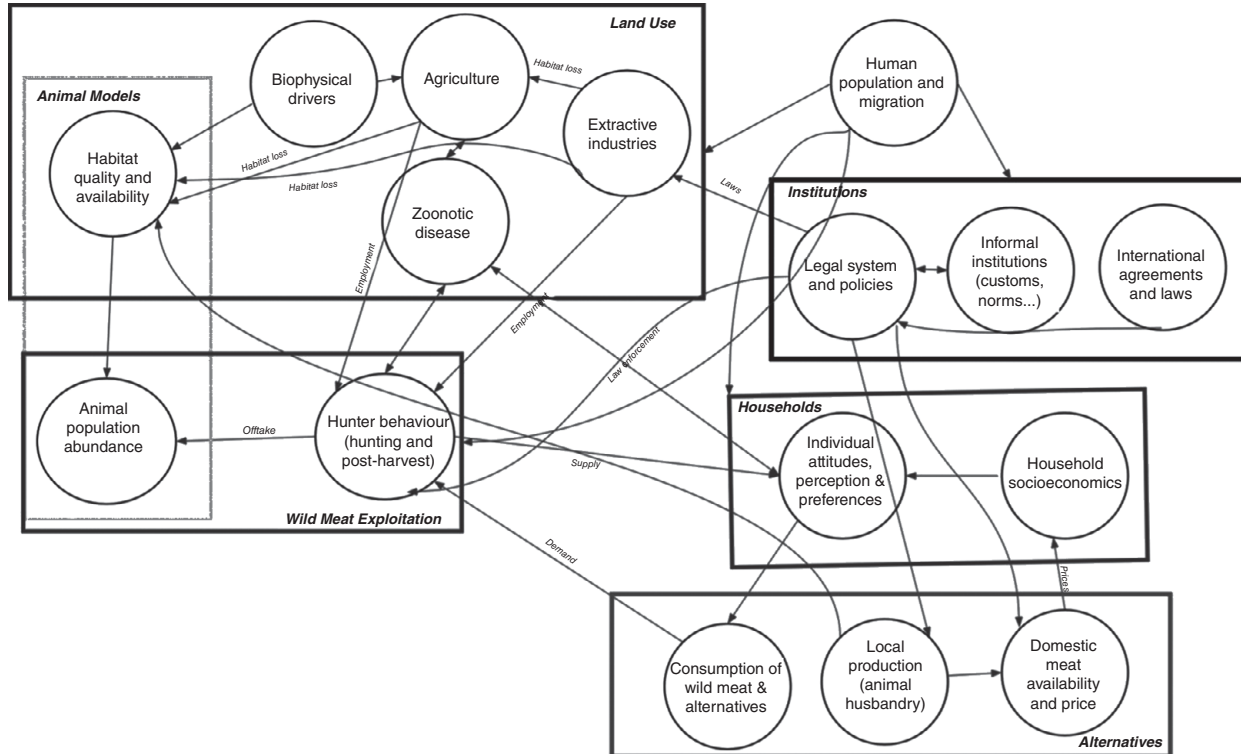 Land Use
Biophysical
drivers
Agriculture
Habitat loss
Extractive
industries
Human
population and
migration
Animal Models
Habitat
quality and
availability
Habitat loss
Habitat loss
Zoonotic
disease
Laws
Institutions
Legal system
and policies
Informal
institutions
(customs,
norms...)
International
agreements
and laws
Employment
Employment
Law enforcement
Animal
population
abundance
Offtake
Hunter behaviour
(hunting and
post-harvest)
Supply
Wild Meat Exploitation
Households
Individual
attitudes,
perception &
preferences
Household
socioeconomics
Demand
Prices
Consumption of
wild meat &
alternatives
Local
production
(animal
husbandry)
Domestic
meat
availability
and price
Alternatives